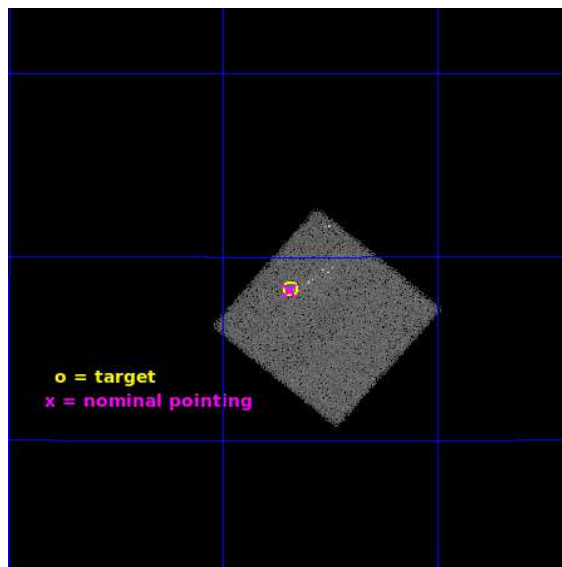 o = target
x = nominal pointing